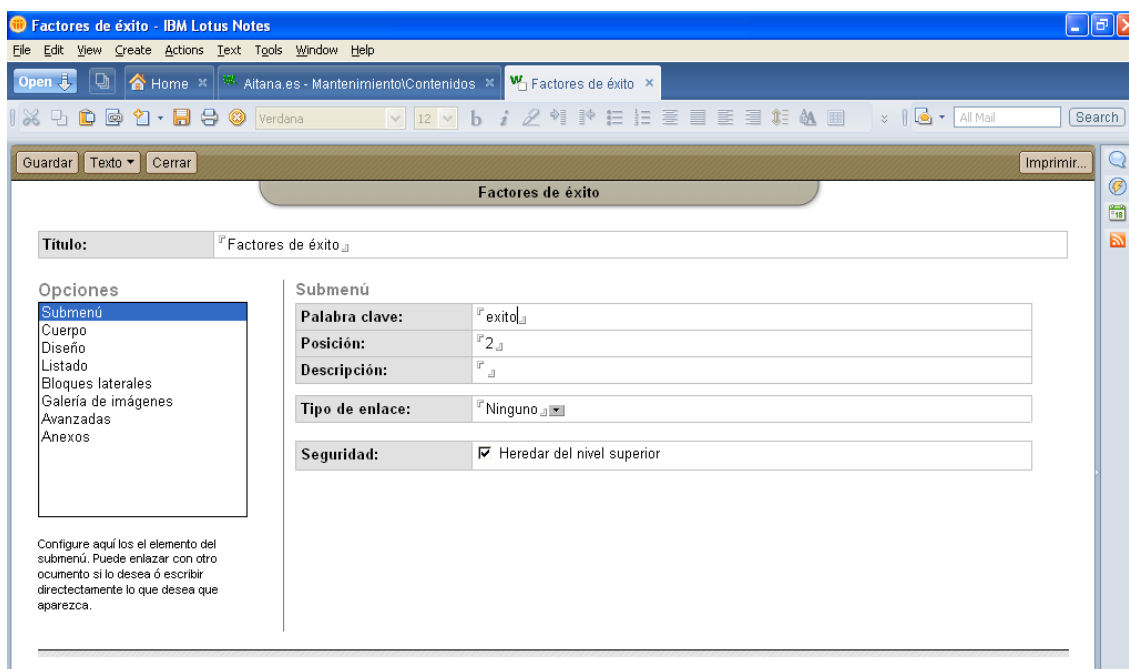 Factores de éxito - IBM Lotus Notes
File Edit View Create Actions Text Tools Window Help
Open Home Aitana.es - Mantenimiento\Contenidos Factores de éxito
Verdana 12 b i All Mail Search
Guardar Texto Cerrar Imprimir...
Factores de éxito
18
Título: Factores de éxito
Opciones
Submenú
Cuerpo
Diseño
Listado
Bloques laterales
Galería de imágenes
Avanzadas
Anexos
Configure aquí los el elemento del
submenú. Puede enlazar con otro
ocumento si lo desea ó escribir
directectamente lo que desea que
aparezca.
Submenú
Palabra clave: exito
Posición: 2
Descripción:
Tipo de enlace: Ninguno
Seguridad: Heredar del nivel superior